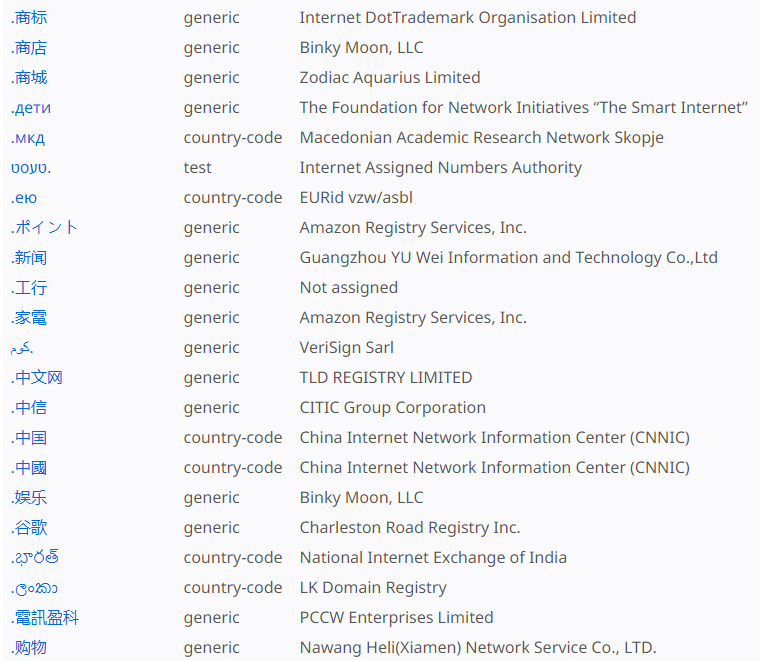 .商标 generic Internet DotTrademark Organisation Limited
.商店 generic Binky Moon, LLC
.商城 generic Zodiac Aquarius Limited
.дети generic The Foundation for Network Initiatives “The Smart Internet”
.мкд country-code Macedonian Academic Research Network Skopje
.טעסט test Internet Assigned Numbers Authority
.ею country-code EURid vzw/asbl
.ポイント generic Amazon Registry Services, Inc.
.新闻 generic Guangzhou YU Wei Information and Technology Co.,Ltd
.工行 generic Not assigned
.家電 generic Amazon Registry Services, Inc.
.كوم generic VeriSign Sarl
.中文网 generic TLD REGISTRY LIMITED
.中信 generic CITIC Group Corporation
.中国 country-code China Internet Network Information Center (CNNIC)
.中國 country-code China Internet Network Information Center (CNNIC)
.娱乐 generic Binky Moon, LLC
.谷歌 generic Charleston Road Registry Inc.
.భారత్ country-code National Internet Exchange of India
.ලංකා country-code LK Domain Registry
.電訊盈科 generic PCCW Enterprises Limited
.购物 generic Nawang Heli(Xiamen) Network Service Co., LTD.